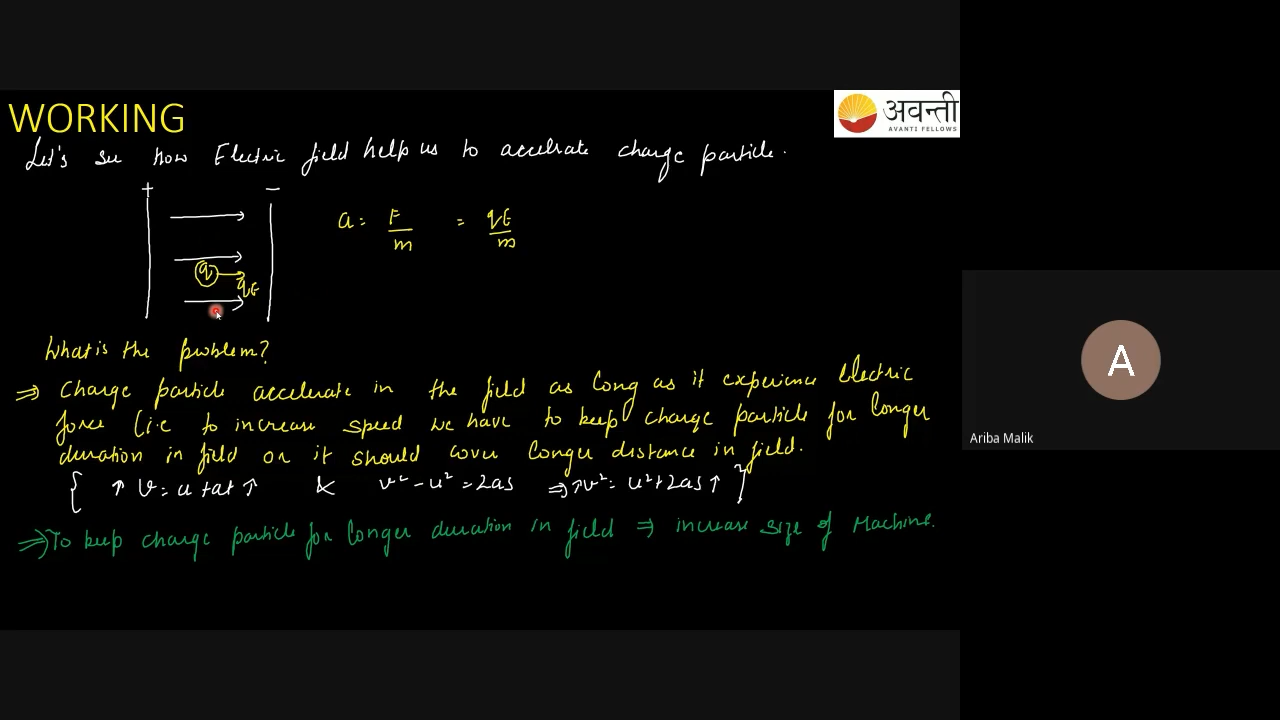 WORKING
अवन्ती
AVANTI FELLOWS
Let's see how Electric field help us to accelrate charge particle.
+ −
a = F/m = qE/m
q
qE
What is the problem?
⇒ Charge particle accelerate in the field as long as it experience Electric
force (i.e to increase speed we have to keep charge particle for longer
duration in field or it should cover longer distance in field.
{ ↑ v = u + at ↑ & v² − u² = 2as ⇒ ↑v² = u² + 2as ↑ }
⇒ To keep charge particle for longer duration in field ⇒ increase size of Machine.
A
Ariba Malik